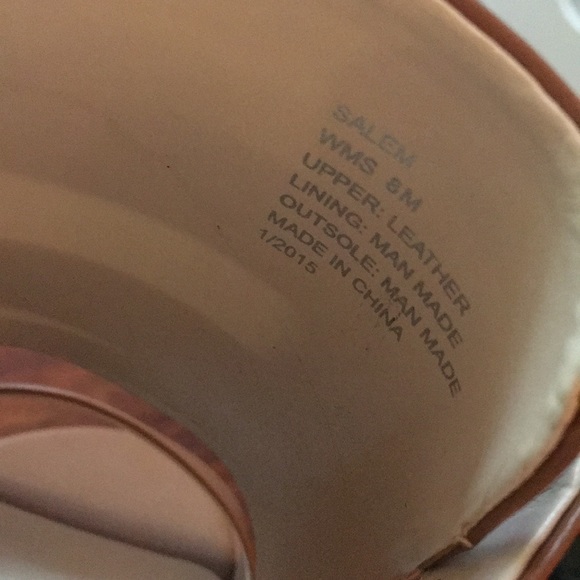 SALEM
WMS 8M
UPPER: LEATHER
LINING: MAN MADE
OUTSOLE: MAN MADE
MADE IN CHINA
1/2015